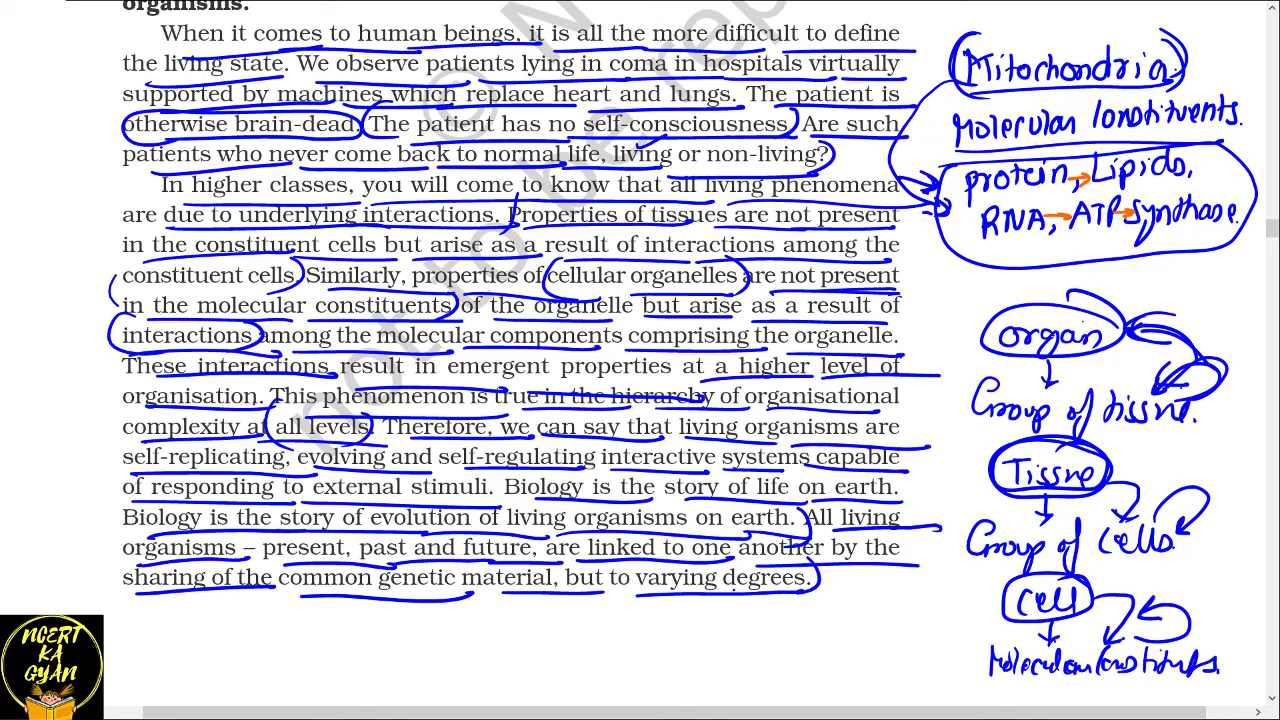 organisms.
When it comes to human beings, it is all the more difficult to define
the living state. We observe patients lying in coma in hospitals virtually
supported by machines which replace heart and lungs. The patient is
otherwise brain-dead. The patient has no self-consciousness. Are such
patients who never come back to normal life, living or non-living?
In higher classes, you will come to know that all living phenomena
are due to underlying interactions. Properties of tissues are not present
in the constituent cells but arise as a result of interactions among the
constituent cells. Similarly, properties of cellular organelles are not present
in the molecular constituents of the organelle but arise as a result of
interactions among the molecular components comprising the organelle.
These interactions result in emergent properties at a higher level of
organisation. This phenomenon is true in the hierarchy of organisational
complexity at all levels. Therefore, we can say that living organisms are
self-replicating, evolving and self-regulating interactive systems capable
of responding to external stimuli. Biology is the story of life on earth.
Biology is the story of evolution of living organisms on earth. All living
organisms – present, past and future, are linked to one another by the
sharing of the common genetic material, but to varying degrees.
Mitochondria
Molecular Constituents.
protein, Lipids,
RNA, ATP synthase.
organ
Group of tissue.
Tissue
Group of cells.
cell
Molecular
© N
not to be rep
NCERT
KA
GYAN